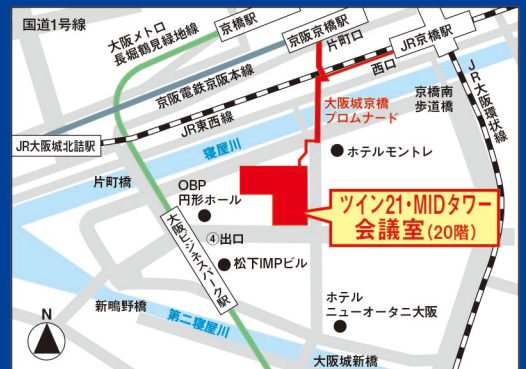 国道1号線
大阪メトロ
長堀鶴見緑地線
京橋駅
京阪京橋駅
片町口
JR京橋駅
西口
京阪電鉄京阪本線
JR東西線
JR大阪城北詰駅
大阪城京橋
プロムナード
京橋南
歩道橋
JR大阪環状線
寝屋川
片町橋
ホテルモントレ
OBP
円形ホール
ツイン21・MIDタワー
会議室(20階)
④出口
大阪ビジネスパーク駅
松下IMPビル
新鴫野橋
第二寝屋川
ホテル
ニューオータニ大阪
大阪城新橋
N